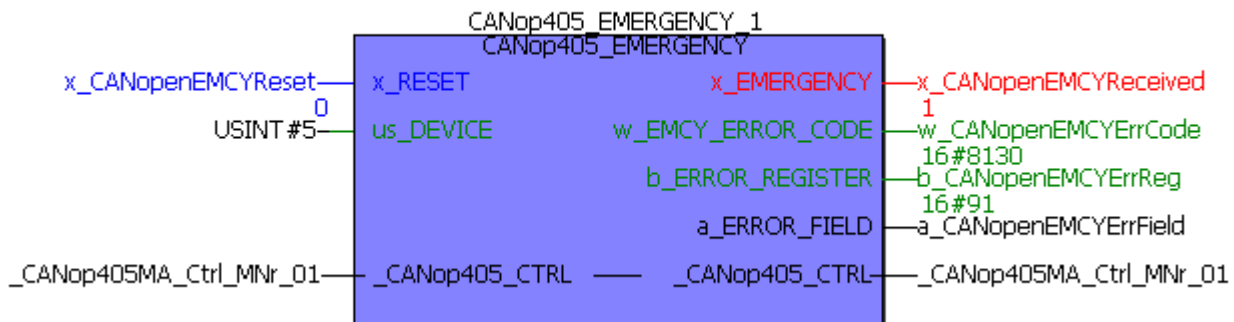 CANop405_EMERGENCY_1
CANop405_EMERGENCY
x_CANopenEMCYReset x_RESET x_EMERGENCY x_CANopenEMCYReceived
0 1
USINT#5 us_DEVICE w_EMCY_ERROR_CODE w_CANopenEMCYErrCode
16#8130
b_ERROR_REGISTER b_CANopenEMCYErrReg
16#91
a_ERROR_FIELD a_CANopenEMCYErrField
_CANop405MA_Ctrl_MNr_01 _CANop405_CTRL _CANop405_CTRL _CANop405MA_Ctrl_MNr_01